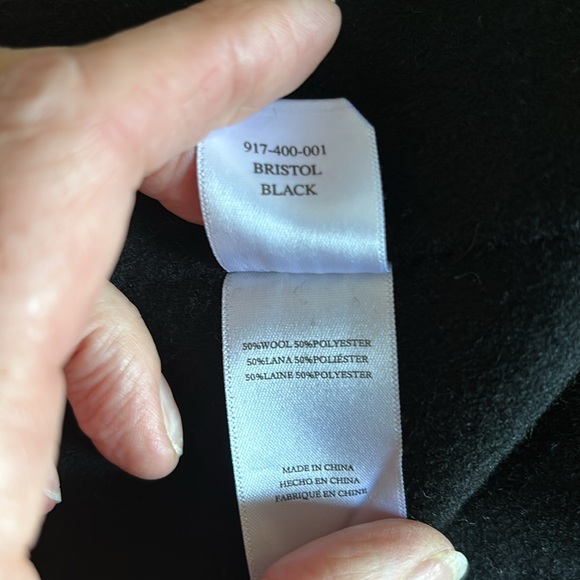 917-400-001
BRISTOL
BLACK
50%WOOL 50%POLYESTER
50%LANA 50%POLIÉSTER
50%LAINE 50%POLYESTER
MADE IN CHINA
HECHO EN CHINA
FABRIQUÉ EN CHINE